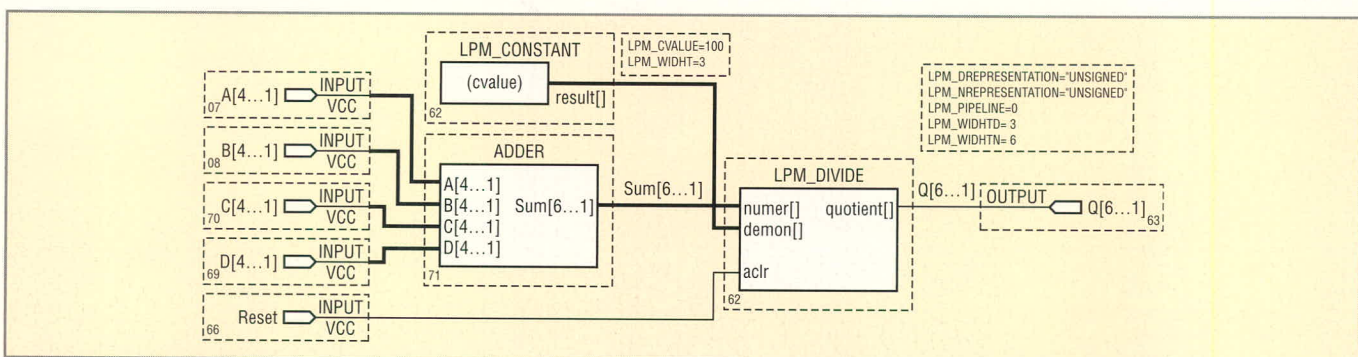 LPM_CONSTANT
(cvalue)
result[]
62
LPM_CVALUE=100
LPM_WIDHT=3
A[4...1]
INPUT
VCC
07
B[4...1]
INPUT
VCC
08
C[4...1]
INPUT
VCC
70
D[4...1]
INPUT
VCC
69
Reset
INPUT
VCC
66
ADDER
A[4...1]
B[4...1]
C[4...1]
D[4...1]
Sum[6...1]
71
Sum[6...1]
LPM_DIVIDE
numer[]
demon[]
aclr
quotient[]
62
LPM_DREPRESENTATION="UNSIGNED"
LPM_NREPRESENTATION="UNSIGNED"
LPM_PIPELINE=0
LPM_WIDHTD= 3
LPM_WIDHTN= 6
Q[6...1]
OUTPUT
Q[6...1]
63